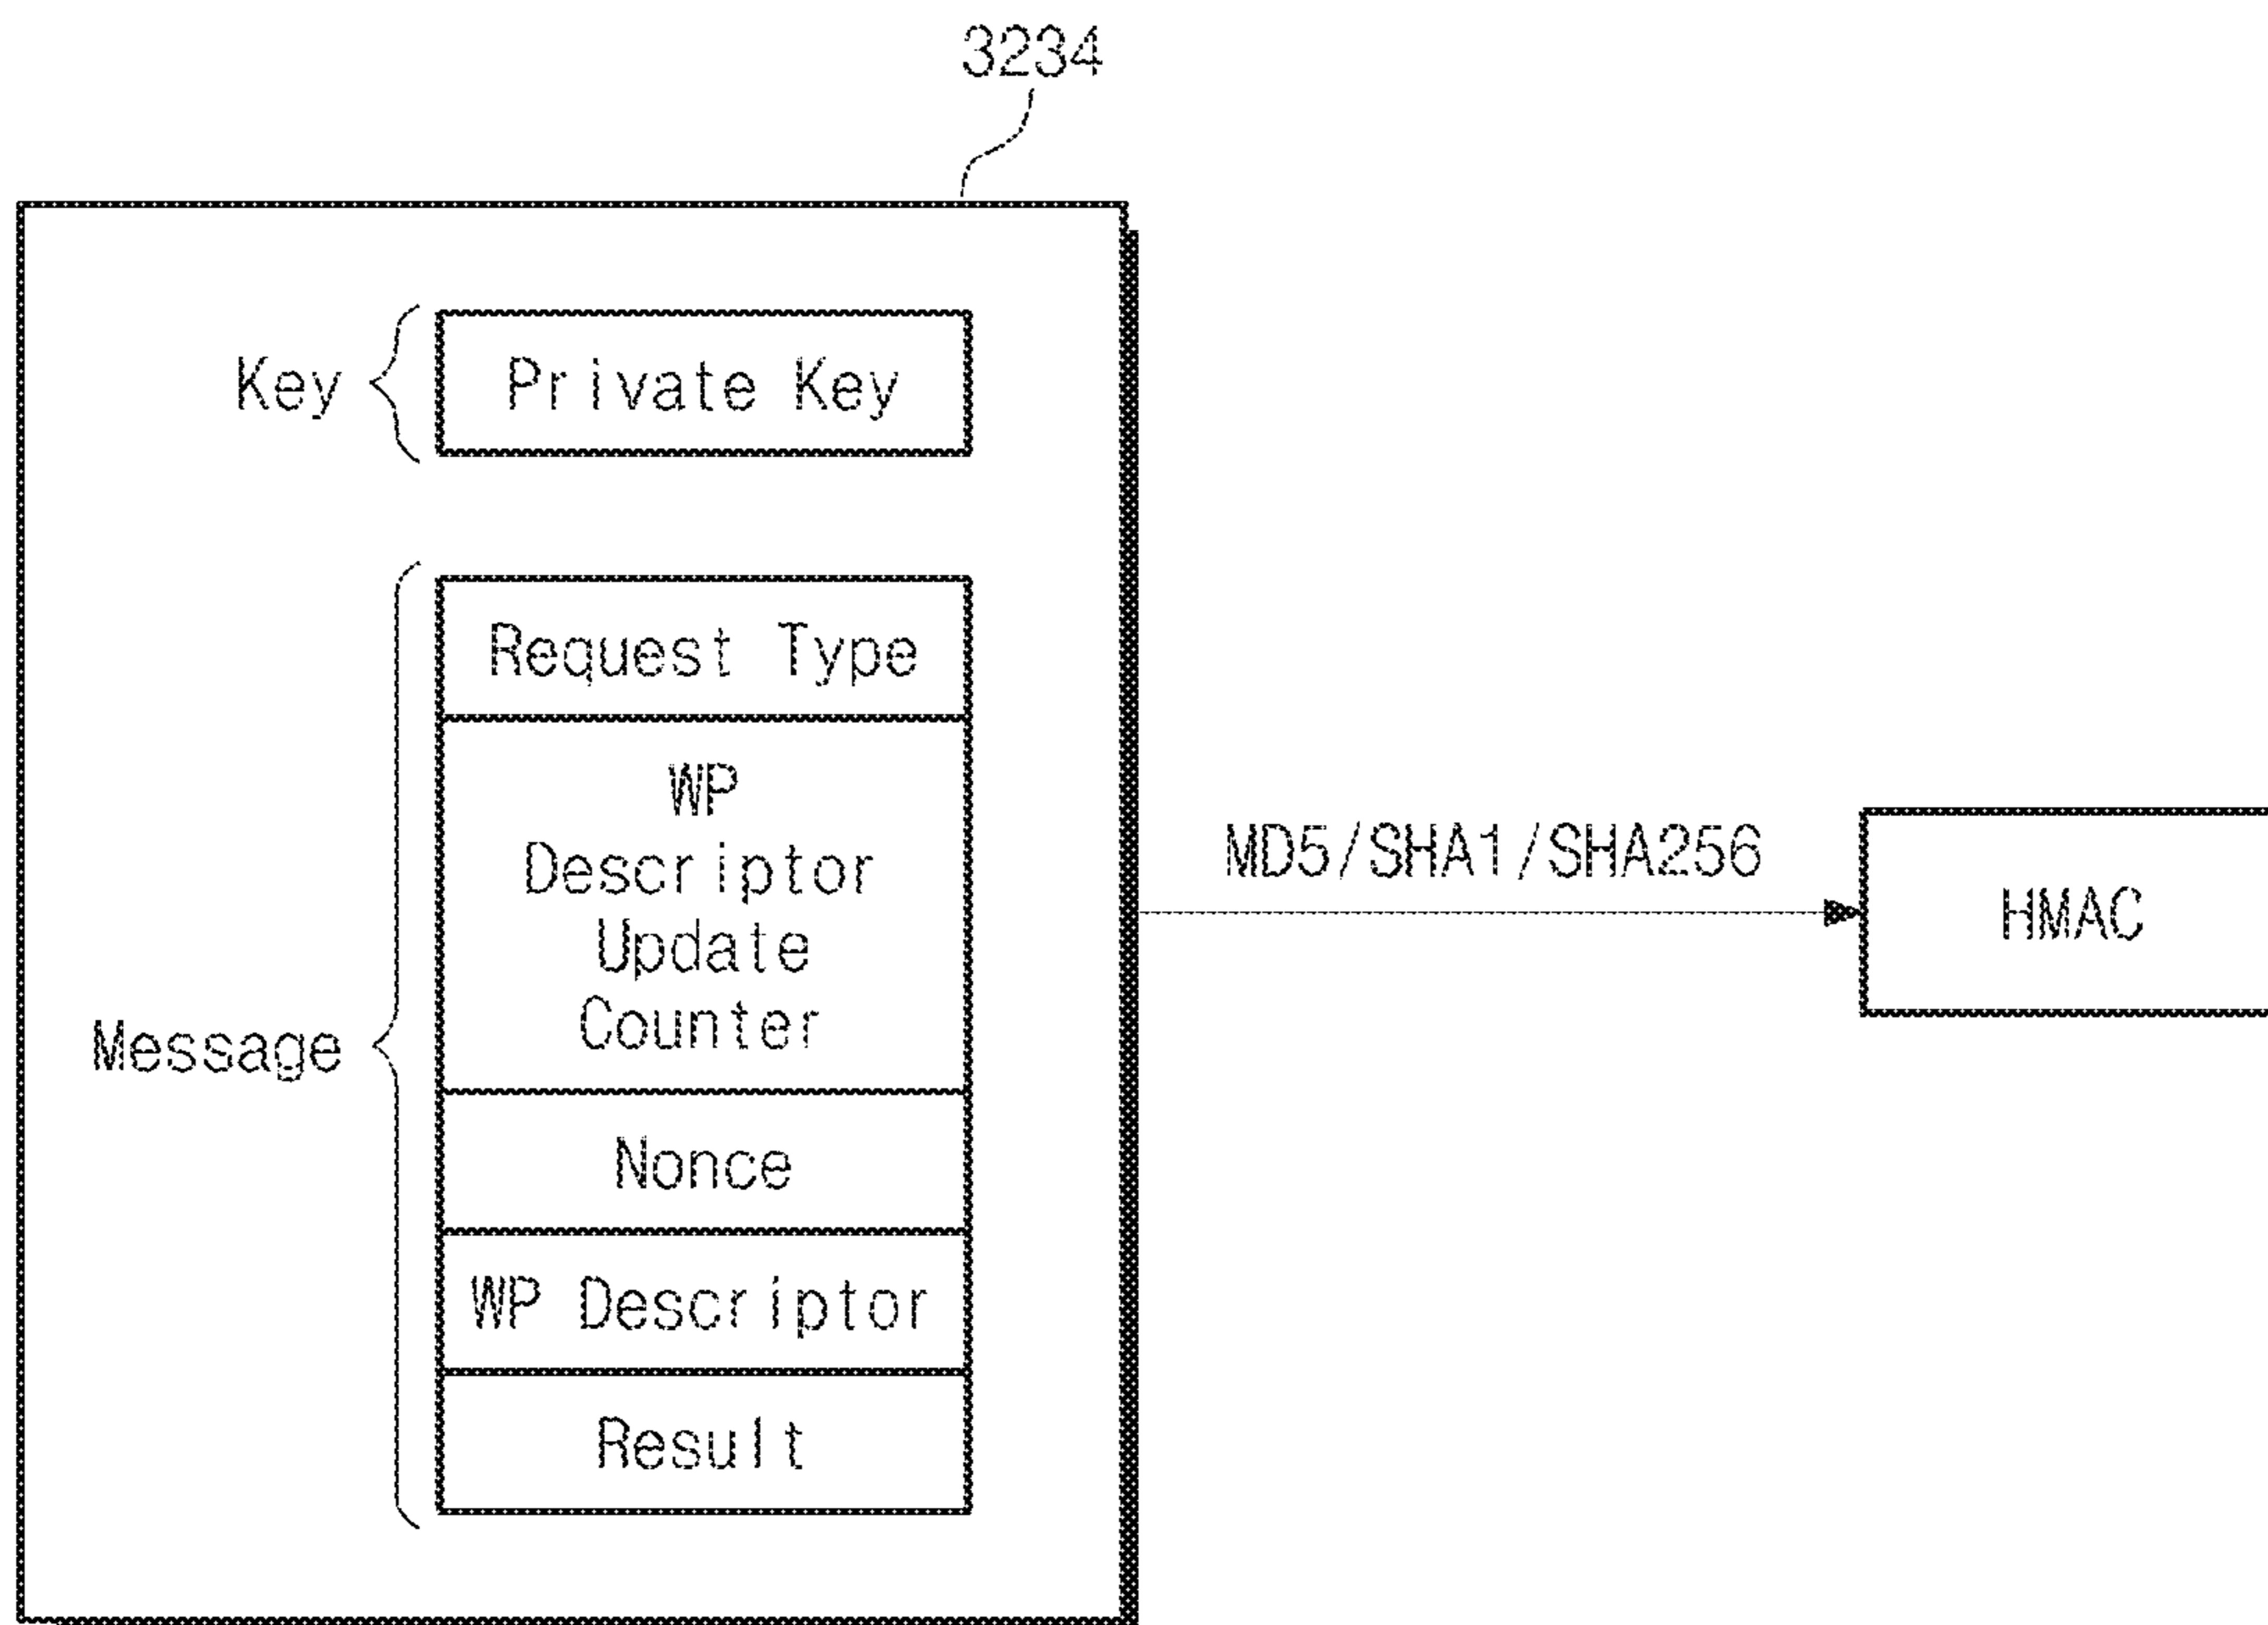 3234
Key
Private Key
Request Type
WP
Descriptor
Update
Counter
Message
Nonce
WP Descriptor
Result
MD5/SHA1/SHA256
HMAC